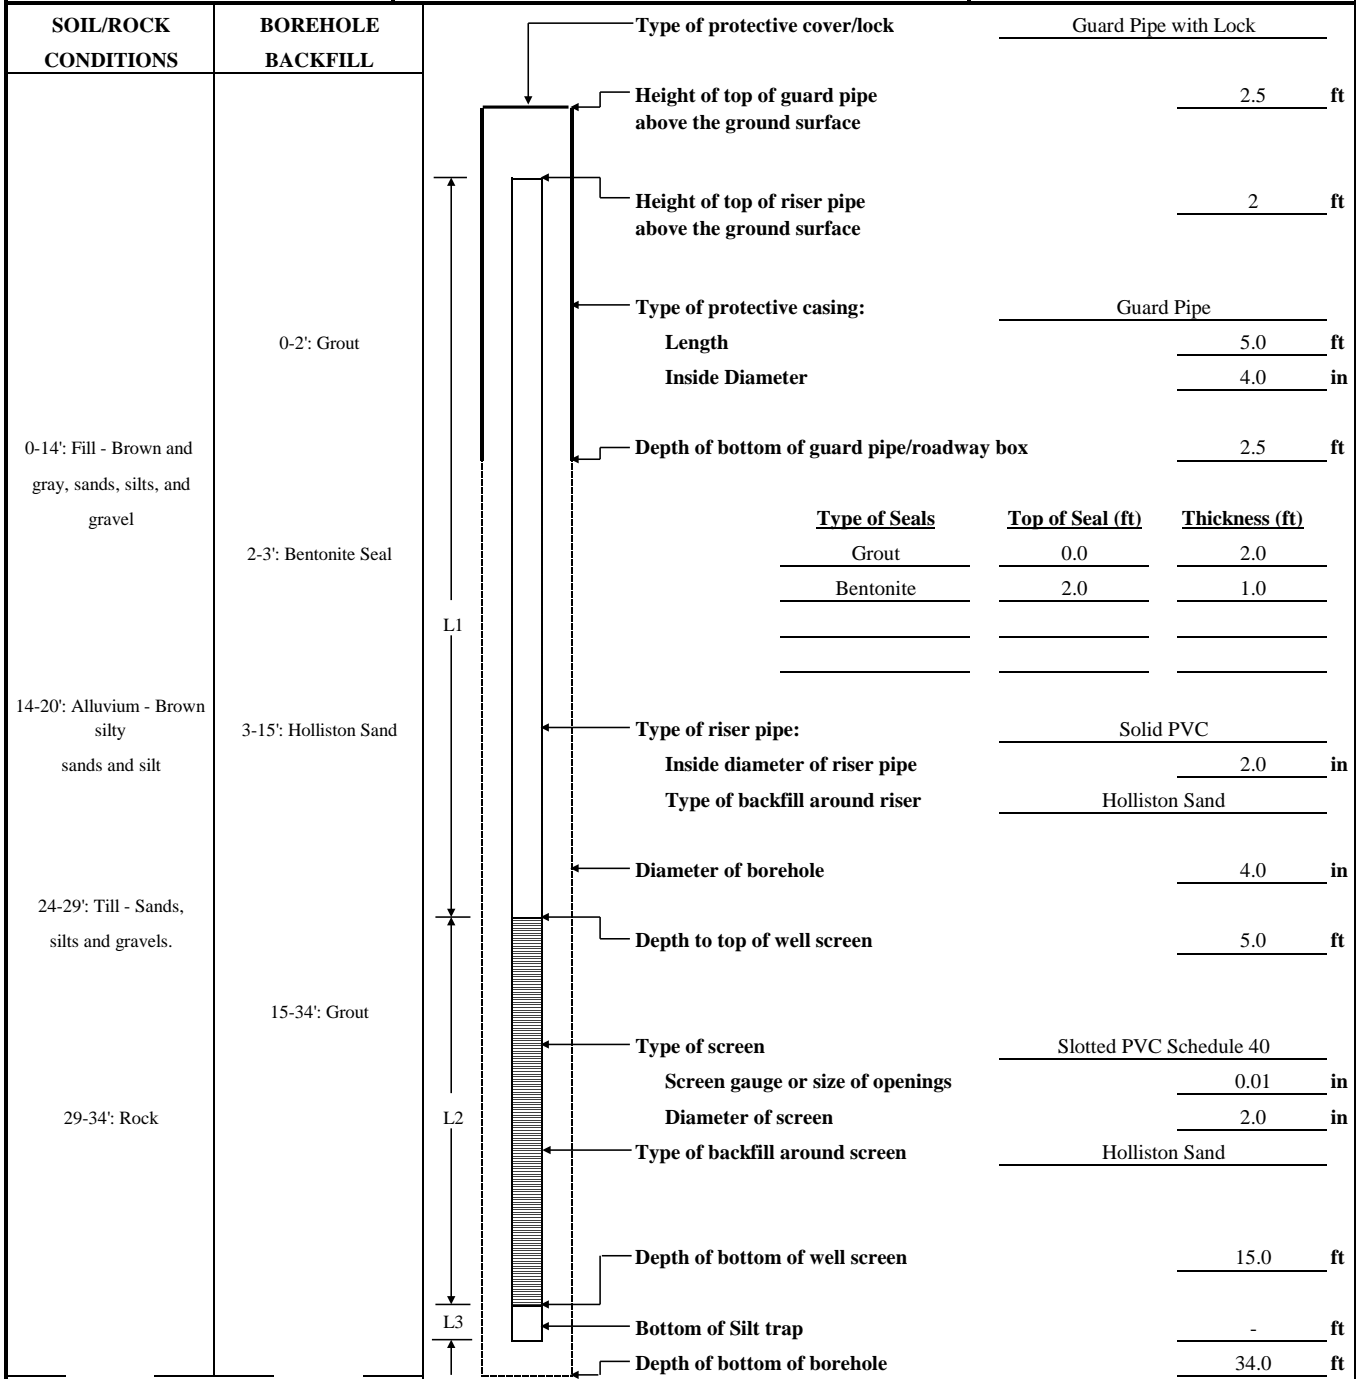 SOIL/ROCK
CONDITIONS
BOREHOLE
BACKFILL
Type of protective cover/lock Guard Pipe with Lock
Height of top of guard pipe 2.5 ft
above the ground surface
Height of top of riser pipe 2 ft
above the ground surface
Type of protective casing: Guard Pipe
0-2': Grout
Length 5.0 ft
Inside Diameter 4.0 in
0-14': Fill - Brown and
gray, sands, silts, and
gravel
Depth of bottom of guard pipe/roadway box 2.5 ft
Type of Seals Top of Seal (ft) Thickness (ft)
2-3': Bentonite Seal
Grout 0.0 2.0
Bentonite 2.0 1.0
L1
14-20': Alluvium - Brown
silty
sands and silt
3-15': Holliston Sand
Type of riser pipe: Solid PVC
Inside diameter of riser pipe 2.0 in
Type of backfill around riser Holliston Sand
Diameter of borehole 4.0 in
24-29': Till - Sands,
silts and gravels.
Depth to top of well screen 5.0 ft
15-34': Grout
Type of screen Slotted PVC Schedule 40
Screen gauge or size of openings 0.01 in
29-34': Rock
L2
Diameter of screen 2.0 in
Type of backfill around screen Holliston Sand
Depth of bottom of well screen 15.0 ft
L3
Bottom of Silt trap - ft
Depth of bottom of borehole 34.0 ft